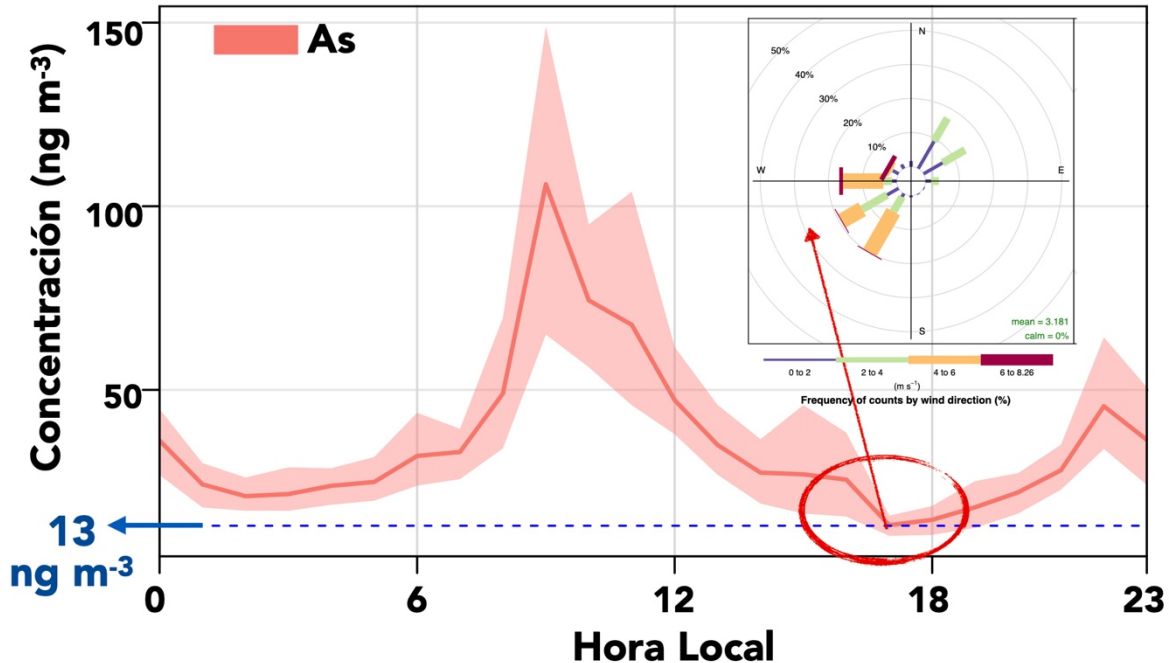 As
Concentración (ng m-3)
150
100
50
13
ng m-3
0
6
12
18
23
Hora Local
N
50%
40%
30%
20%
10%
W
E
S
mean = 3.181
calm = 0%
0 to 2
2 to 4
4 to 6
6 to 8.26
(m s−1)
Frequency of counts by wind direction (%)